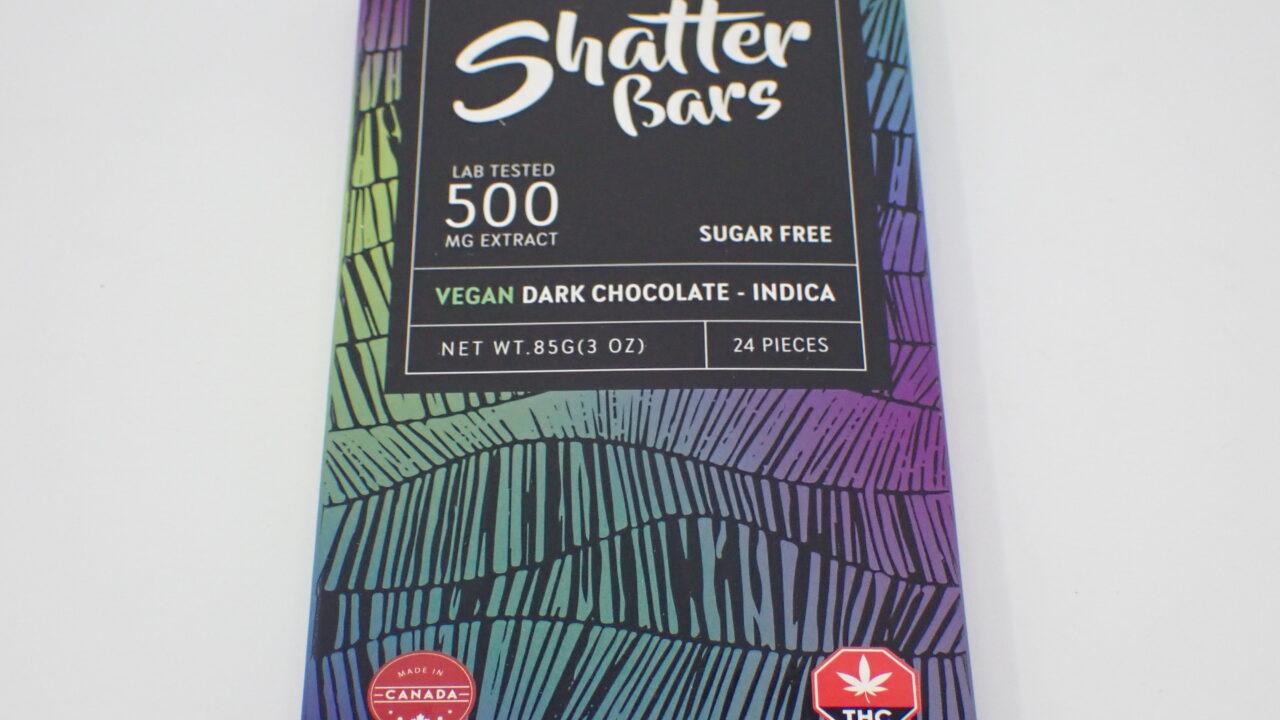 Shatter
Bars
LAB TESTED
500
MG EXTRACT
SUGAR FREE
VEGAN DARK CHOCOLATE - INDICA
NET WT.85G(3 OZ)
24 PIECES
MADE IN
CANADA
THC